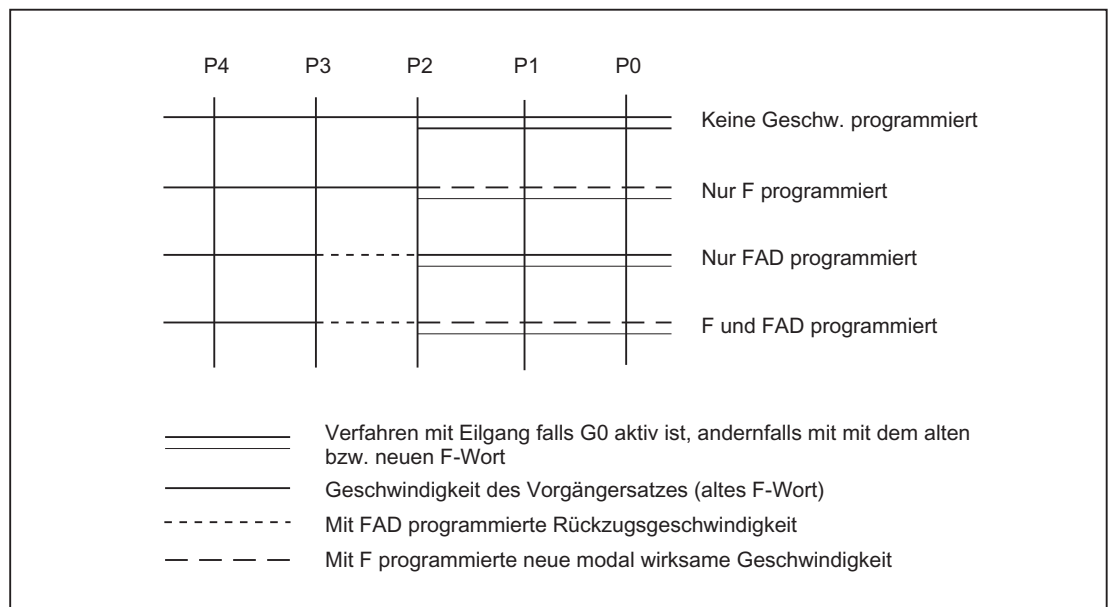 P4 P3 P2 P1 P0
Keine Geschw. programmiert
Nur F programmiert
Nur FAD programmiert
F und FAD programmiert
Verfahren mit Eilgang falls G0 aktiv ist, andernfalls mit mit dem alten
bzw. neuen F-Wort
Geschwindigkeit des Vorgängersatzes (altes F-Wort)
Mit FAD programmierte Rückzugsgeschwindigkeit
Mit F programmierte neue modal wirksame Geschwindigkeit